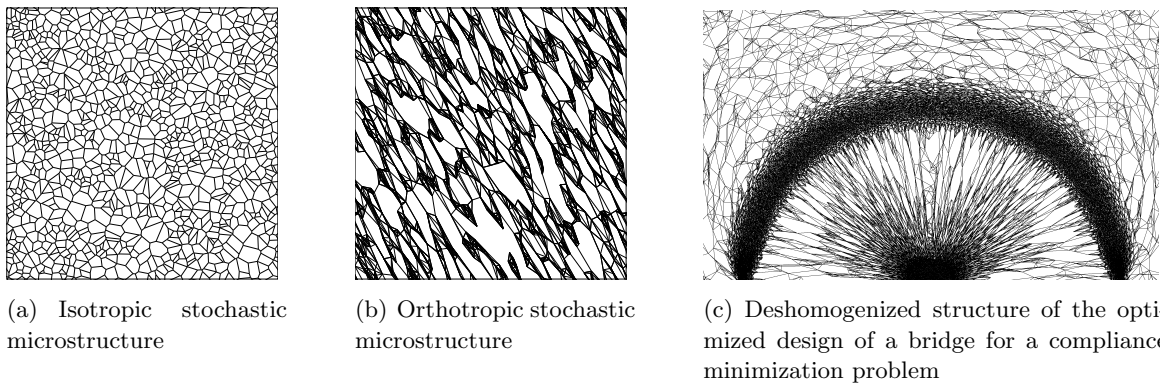 (a) Isotropic stochastic
microstructure
(b) Orthotropic stochastic
microstructure
(c) Deshomogenized structure of the opti-
mized design of a bridge for a compliance
minimization problem